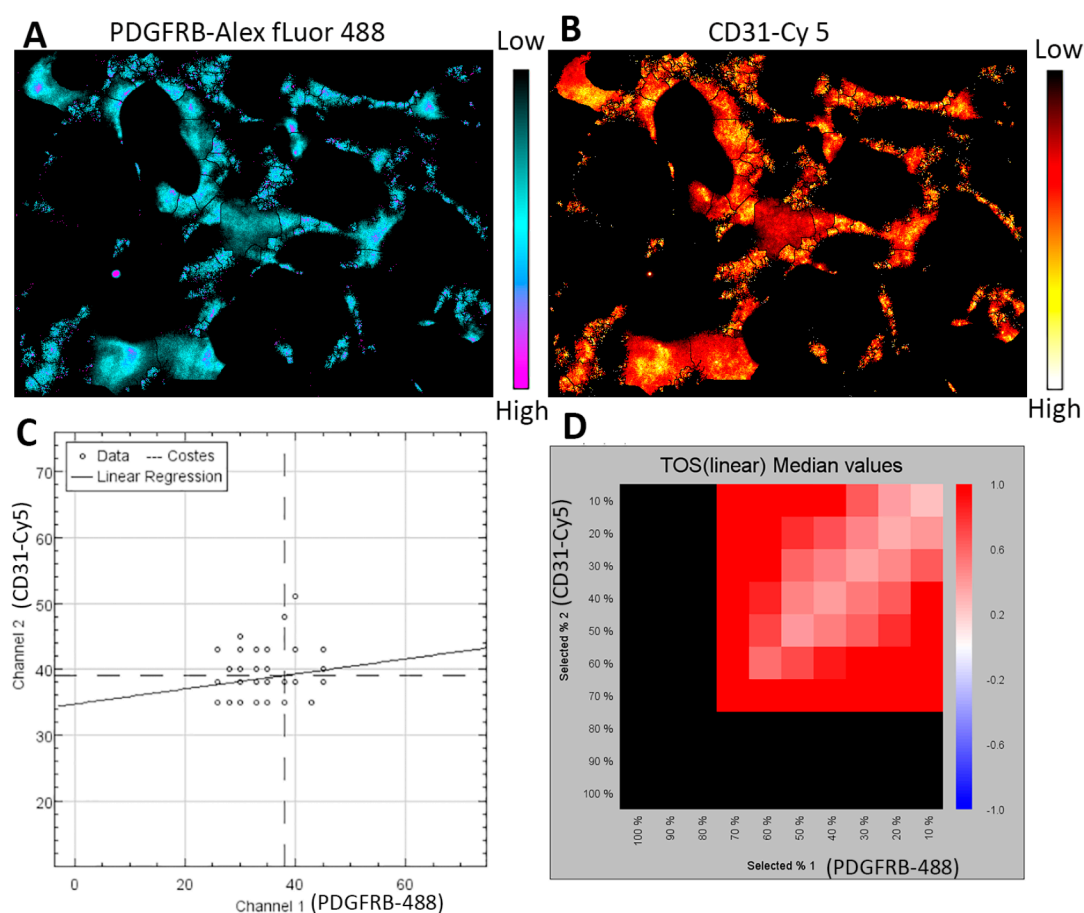 A
PDGFRB-Alex fLuor 488
Low
High
B
CD31-Cy 5
Low
High
C
Data
Costes
Linear Regression
Channel 2 (CD31-Cy5)
70
60
50
40
30
20
0
20
40
60
Channel 1 (PDGFRB-488)
D
TOS(linear) Median values
Selected % 2 (CD31-Cy5)
10 %
20 %
30 %
40 %
50 %
60 %
70 %
80 %
90 %
100 %
100 %
90 %
80 %
70 %
60 %
50 %
40 %
30 %
20 %
10 %
Selected % 1 (PDGFRB-488)
1.0
0.6
0.2
-0.2
-0.6
-1.0